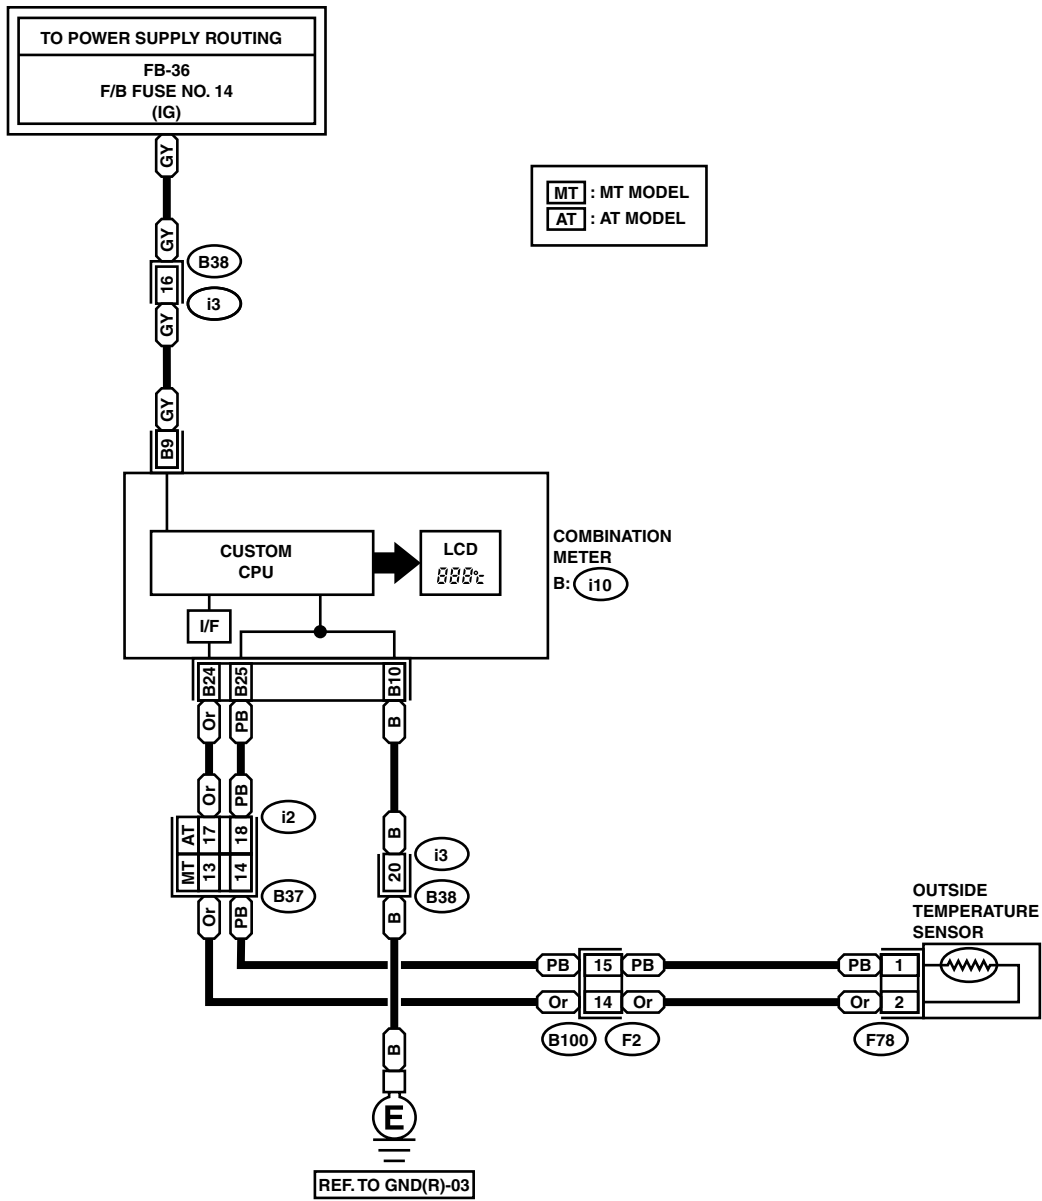 TO POWER SUPPLY ROUTING
FB-36
F/B FUSE NO. 14
(IG)
GY
GY
B38
16
i3
GY
GY
B9
MT : MT MODEL
AT : AT MODEL
CUSTOM
CPU
LCD
888°c
COMBINATION
METER
B: i10
I/F
B24 B25 B10
Or PB B
Or PB B
i2
AT 17 18
MT 13 14
B37
i3
20
B38
Or PB B
OUTSIDE
TEMPERATURE
SENSOR
PB 15 PB PB 1
Or 14 Or Or 2
B100 F2 F78
B
E
REF. TO GND(R)-03